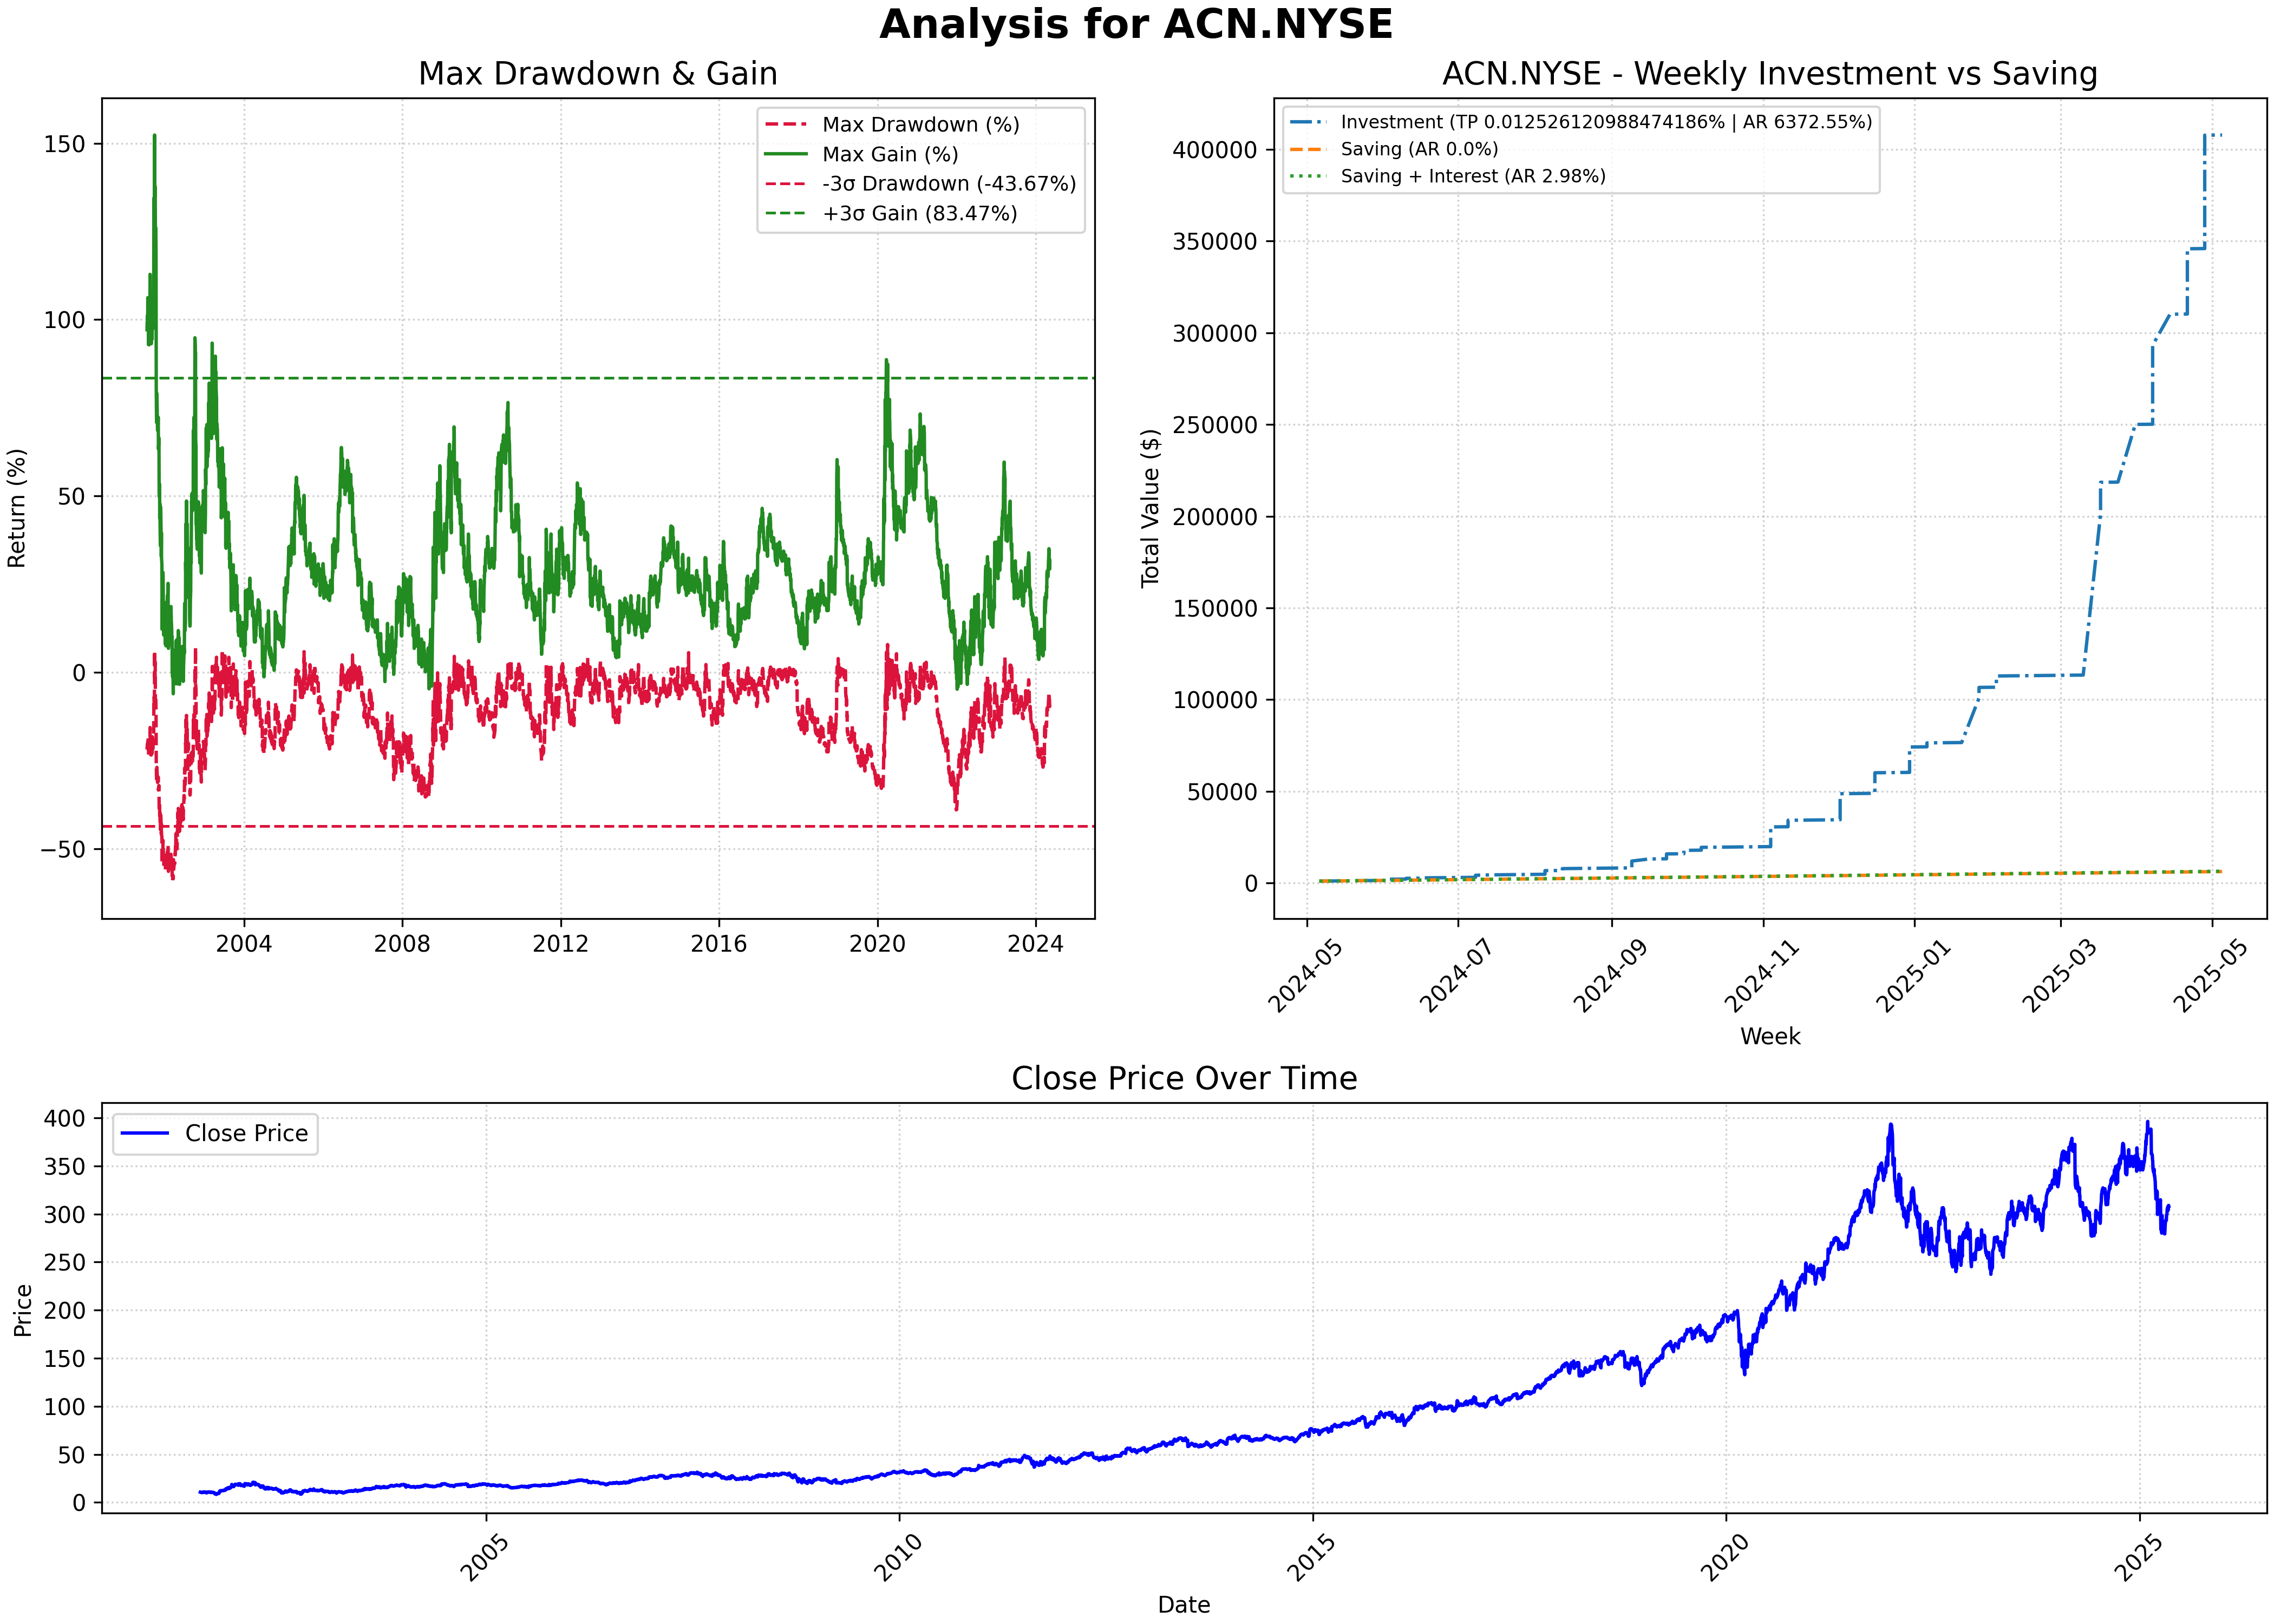 Analysis for ACN.NYSE
Max Drawdown & Gain
Return (%)
150
100
50
0
−50
2004
2008
2012
2016
2020
2024
Max Drawdown (%)
Max Gain (%)
-3σ Drawdown (-43.67%)
+3σ Gain (83.47%)
ACN.NYSE - Weekly Investment vs Saving
Total Value ($)
400000
350000
300000
250000
200000
150000
100000
50000
0
Investment (TP 0.012526120988474186% | AR 6372.55%)
Saving (AR 0.0%)
Saving + Interest (AR 2.98%)
2024-05
2024-07
2024-09
2024-11
2025-01
2025-03
2025-05
Week
Close Price Over Time
Price
400
350
300
250
200
150
100
50
0
Close Price
2005
2010
2015
2020
2025
Date